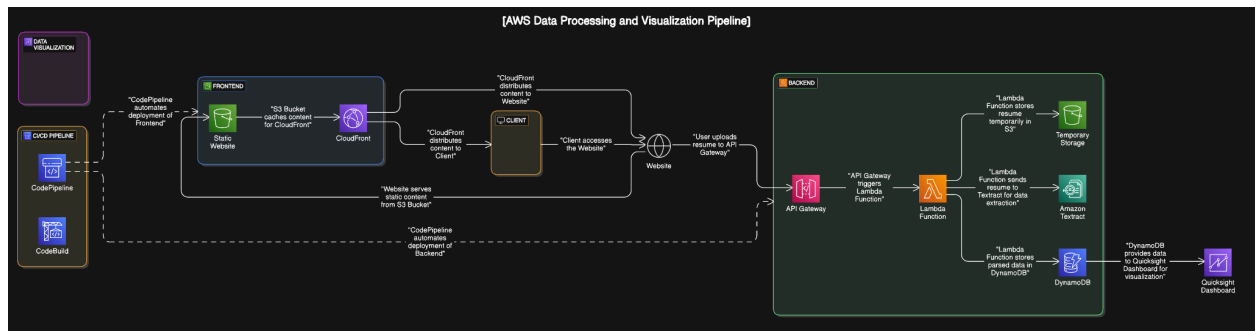 [AWS Data Processing and Visualization Pipeline]
DATA
VISUALIZATION
CI/CD PIPELINE
CodePipeline
CodeBuild
"CodePipeline
automates
deployment of
Frontend"
FRONTEND
Static
Website
"S3 Bucket
caches content
for CloudFront"
CloudFront
"CloudFront
distributes
content to
Website"
"CloudFront
distributes
content to
Client"
CLIENT
"Client accesses
the Website"
Website
"Website serves
static content
from S3 Bucket"
"CodePipeline
automates
deployment of
Backend"
"User uploads
resume to API
Gateway"
BACKEND
API Gateway
"API Gateway
triggers
Lambda
Function"
Lambda
Function
"Lambda
Function stores
resume
temporarily in
S3"
Temporary
Storage
"Lambda
Function sends
resume to
Textract for data
extraction"
Amazon
Textract
"Lambda
Function stores
parsed data in
DynamoDB"
DynamoDB
"DynamoDB
provides data
to Quicksight
Dashboard for
visualization"
Quicksight
Dashboard